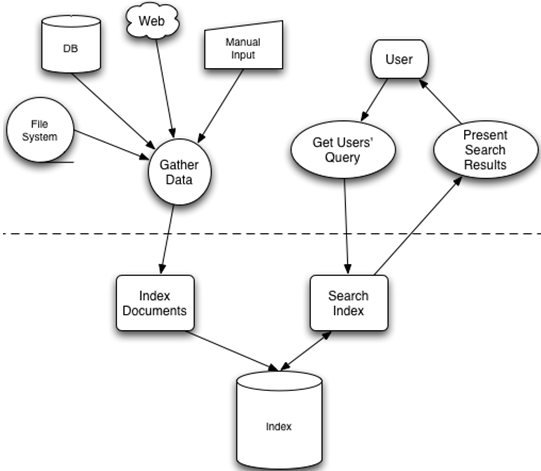 Web
DB
Manual
Input
User
File
System
Gather
Data
Get Users'
Query
Present
Search
Results
Index
Documents
Search
Index
Index